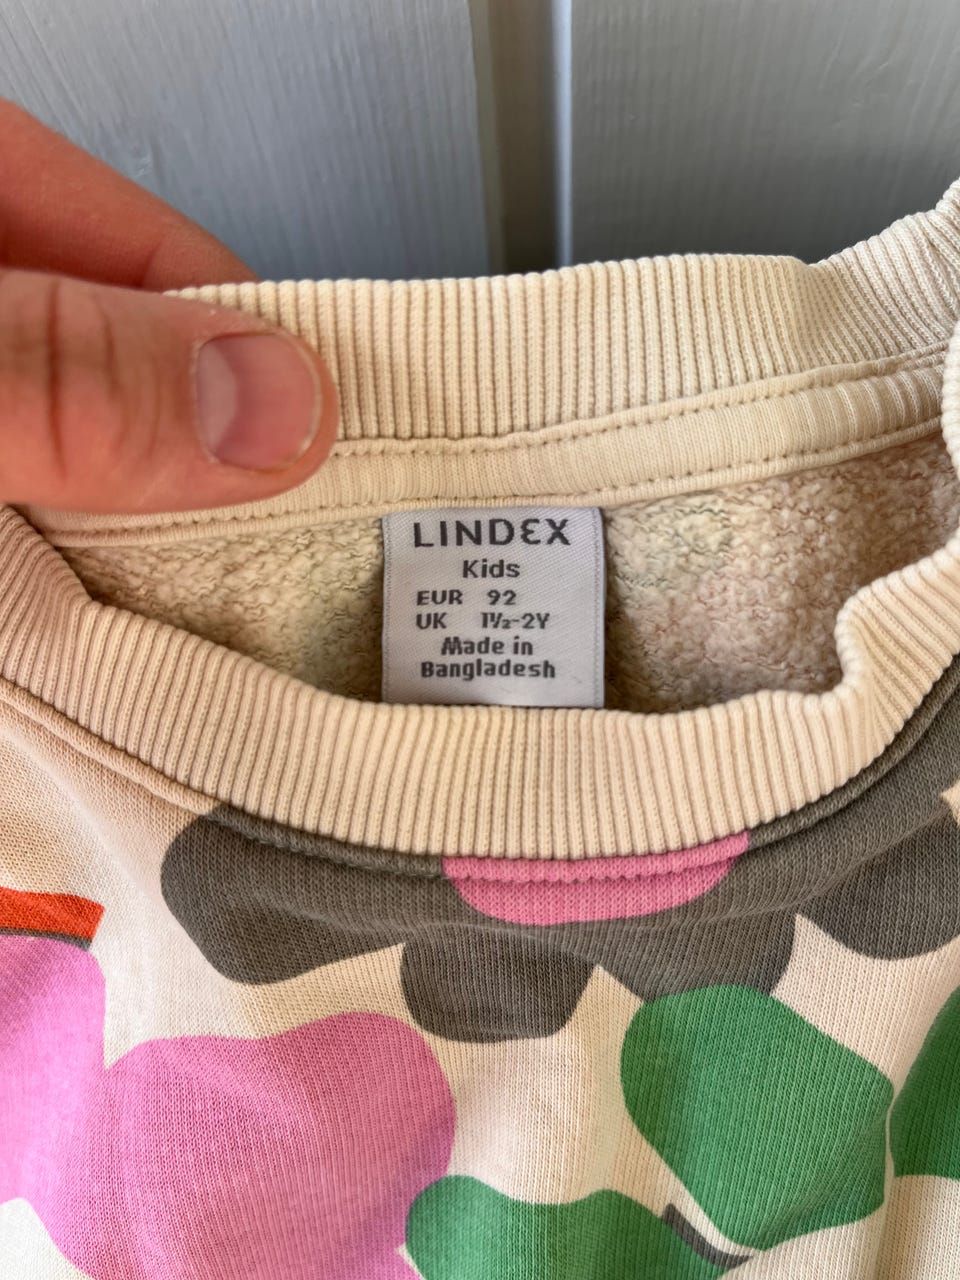 LINDEX
Kids
EUR 92
UK 1½-2Y
Made in
Bangladesh